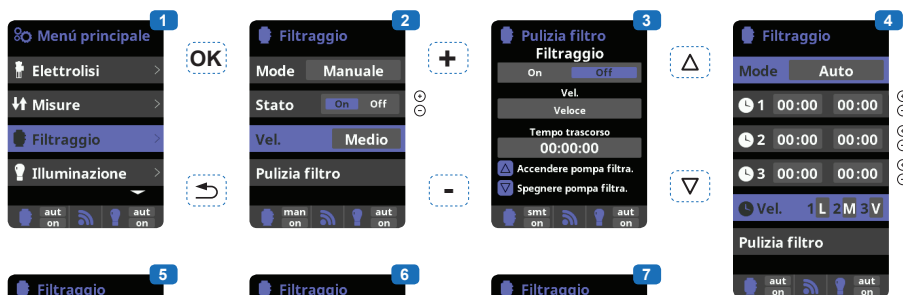 1
Menú principale
Elettrolisi
Misure
Filtraggio
Illuminazione
aut on aut on
OK
2
Filtraggio
Mode Manuale
Stato On Off
Vel. Medio
Pulizia filtro
man on aut on
+
-
3
Pulizia filtro
Filtraggio
On Off
Vel.
Veloce
Tempo trascorso
00:00:00
Accendere pompa filtra.
Spegnere pompa filtra.
smt on aut on
4
Filtraggio
Mode Auto
1 00:00 00:00
2 00:00 00:00
3 00:00 00:00
Vel. 1 L 2 M 3 V
Pulizia filtro
aut on aut on
5
Filtraggio
6
Filtraggio
7
Filtraggio